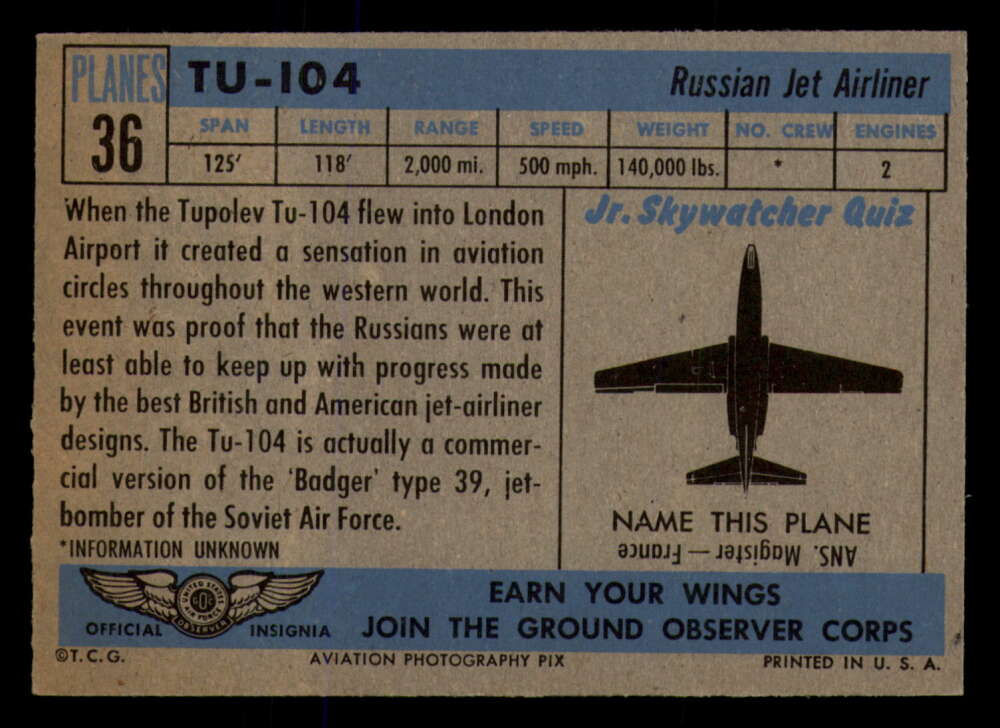 PLANES
36
TU-104
Russian Jet Airliner
SPAN LENGTH RANGE SPEED WEIGHT NO. CREW ENGINES
125′ 118′ 2,000 mi. 500 mph. 140,000 lbs. * 2
When the Tupolev Tu-104 flew into London
Airport it created a sensation in aviation
circles throughout the western world. This
event was proof that the Russians were at
least able to keep up with progress made
by the best British and American jet-airliner
designs. The Tu-104 is actually a commer-
cial version of the 'Badger' type 39, jet-
bomber of the Soviet Air Force.
*INFORMATION UNKNOWN
Jr. Skywatcher Quiz
NAME THIS PLANE
ANS. Magister — France
UNITED STATES
GOC
AIR FORCE
OBSERVER
OFFICIAL INSIGNIA
EARN YOUR WINGS
JOIN THE GROUND OBSERVER CORPS
©T.C.G.
AVIATION PHOTOGRAPHY PIX
PRINTED IN U. S. A.